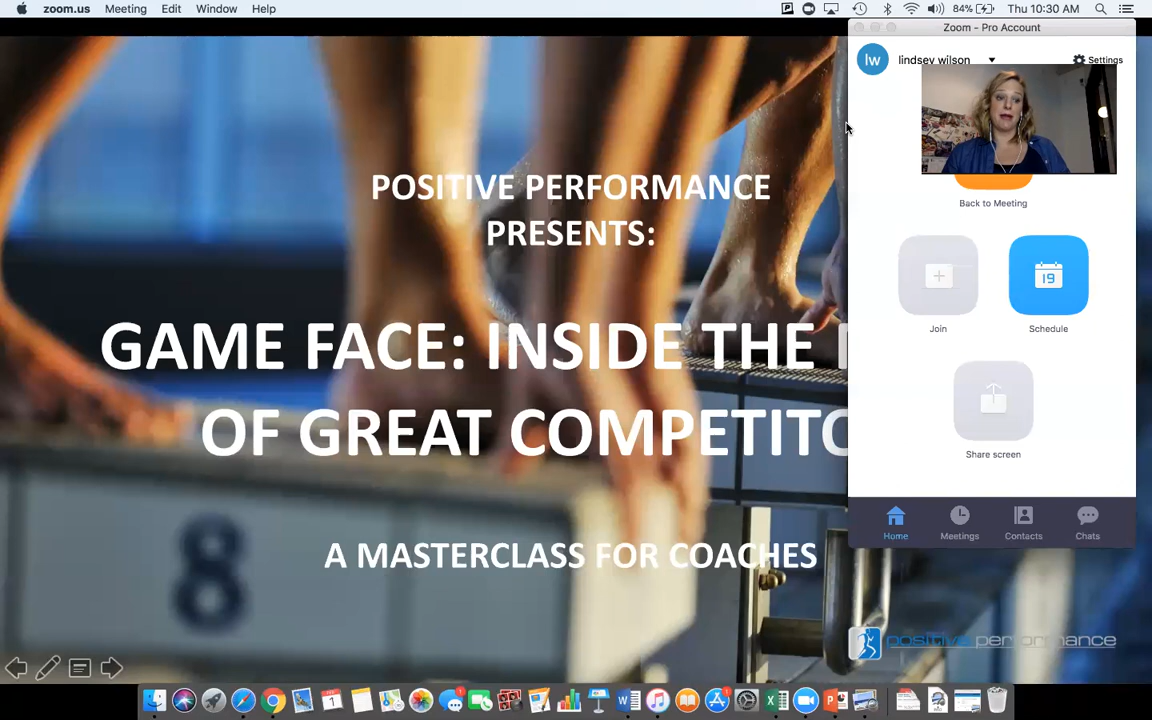 zoom.us Meeting Edit Window Help 84% Thu 10:30 AM
Zoom - Pro Account
lw lindsey wilson Settings
Back to Meeting
19
Join Schedule
Share screen
Home Meetings Contacts Chats
POSITIVE PERFORMANCE
PRESENTS:
GAME FACE: INSIDE THE
OF GREAT COMPETITO
A MASTERCLASS FOR COACHES
8
positive performance